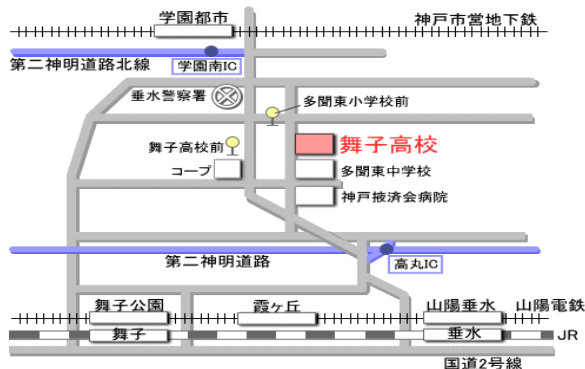 学園都市
神戸市営地下鉄
第二神明道路北線
学園南IC
垂水警察署
多聞東小学校前
舞子高校前
舞子高校
コープ
多聞東中学校
神戸掖済会病院
第二神明道路
高丸IC
舞子公園
霞ヶ丘
山陽垂水
山陽電鉄
舞子
垂水
JR
国道2号線